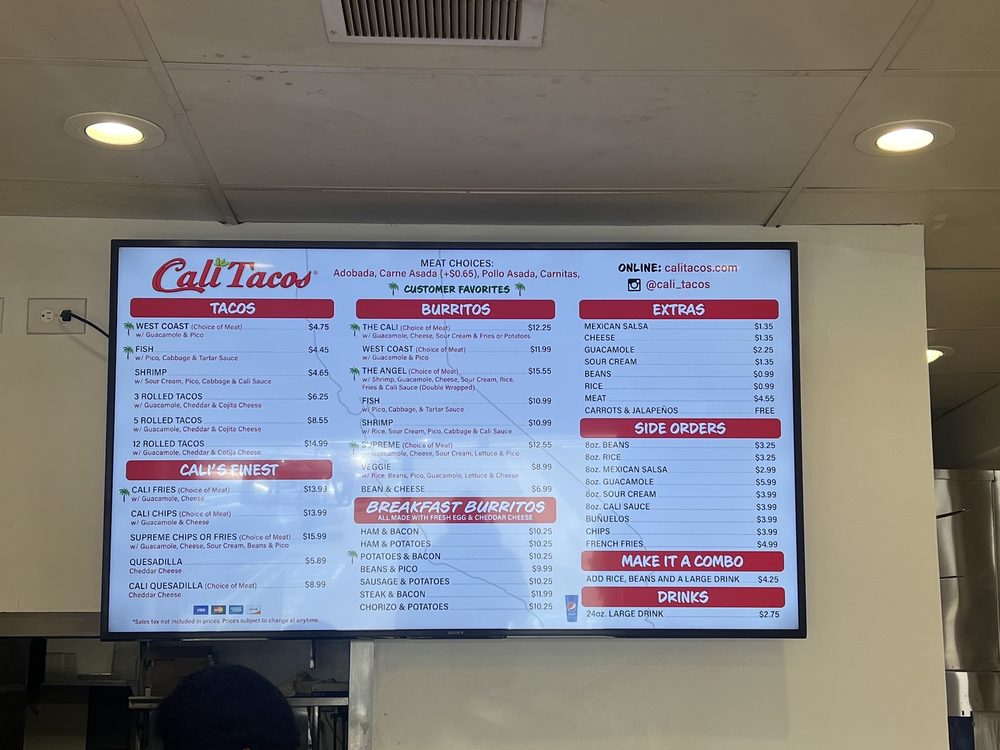 Cali Tacos
MEAT CHOICES:
Adobada, Carne Asada (+$0.65), Pollo Asada, Carnitas,
CUSTOMER FAVORITES
ONLINE: calitacos.com
@cali_tacos
TACOS
WEST COAST (Choice of Meat) $4.75
w/ Guacamole & Pico
FISH $4.45
w/ Pico, Cabbage & Tartar Sauce
SHRIMP $4.65
w/ Sour Cream, Pico, Cabbage & Cali Sauce
3 ROLLED TACOS $6.25
w/ Guacamole, Cheddar & Cojita Cheese
5 ROLLED TACOS $8.55
w/ Guacamole, Cheddar & Cojita Cheese
12 ROLLED TACOS $14.99
w/ Guacamole, Cheddar & Cotija Cheese
CALI'S FINEST
CALI FRIES (Choice of Meat) $13.99
w/ Guacamole, Cheese
CALI CHIPS (Choice of Meat) $13.99
w/ Guacamole & Cheese
SUPREME CHIPS OR FRIES (Choice of Meat) $15.99
w/ Guacamole, Cheese, Sour Cream, Beans & Pico
QUESADILLA $5.89
Cheddar Cheese
CALI QUESADILLA (Choice of Meat) $8.99
Cheddar Cheese
VISA
*Sales tax not included in prices. Prices subject to change at anytime.
BURRITOS
THE CALI (Choice of Meat) $12.25
w/ Guacamole, Cheese, Sour Cream & Fries or Potatoes
WEST COAST (Choice of Meat) $11.99
w/ Guacamole & Pico
THE ANGEL (Choice of Meat) $15.55
w/ Shrimp, Guacamole, Cheese, Sour Cream, Rice,
Fries & Cali Sauce (Double Wrapped)
FISH $10.99
w/ Pico, Cabbage, & Tartar Sauce
SHRIMP $10.99
w/ Rice, Sour Cream, Pico, Cabbage & Cali Sauce
SUPREME (Choice of Meat) $12.55
w/ Guacamole, Cheese, Sour Cream, Lettuce & Pico
VEGGIE $8.99
w/ Rice, Beans, Pico, Guacamole, Lettuce & Cheese
BEAN & CHEESE $6.99
BREAKFAST BURRITOS
ALL MADE WITH FRESH EGG & CHEDDAR CHEESE
HAM & BACON $10.25
HAM & POTATOES $10.25
POTATOES & BACON $10.25
BEANS & PICO $9.99
SAUSAGE & POTATOES $10.25
STEAK & BACON $11.99
CHORIZO & POTATOES $10.25
EXTRAS
MEXICAN SALSA $1.35
CHEESE $1.35
GUACAMOLE $2.25
SOUR CREAM $1.35
BEANS $0.99
RICE $0.99
MEAT $4.55
CARROTS & JALAPEÑOS FREE
SIDE ORDERS
8oz. BEANS $3.25
8oz. RICE $3.25
8oz. MEXICAN SALSA $2.99
8oz. GUACAMOLE $5.99
8oz. SOUR CREAM $3.99
8oz. CALI SAUCE $3.99
BUÑUELOS $3.99
CHIPS $3.99
FRENCH FRIES $4.99
MAKE IT A COMBO
ADD RICE, BEANS AND A LARGE DRINK $4.25
DRINKS
24oz. LARGE DRINK $2.75
SONY